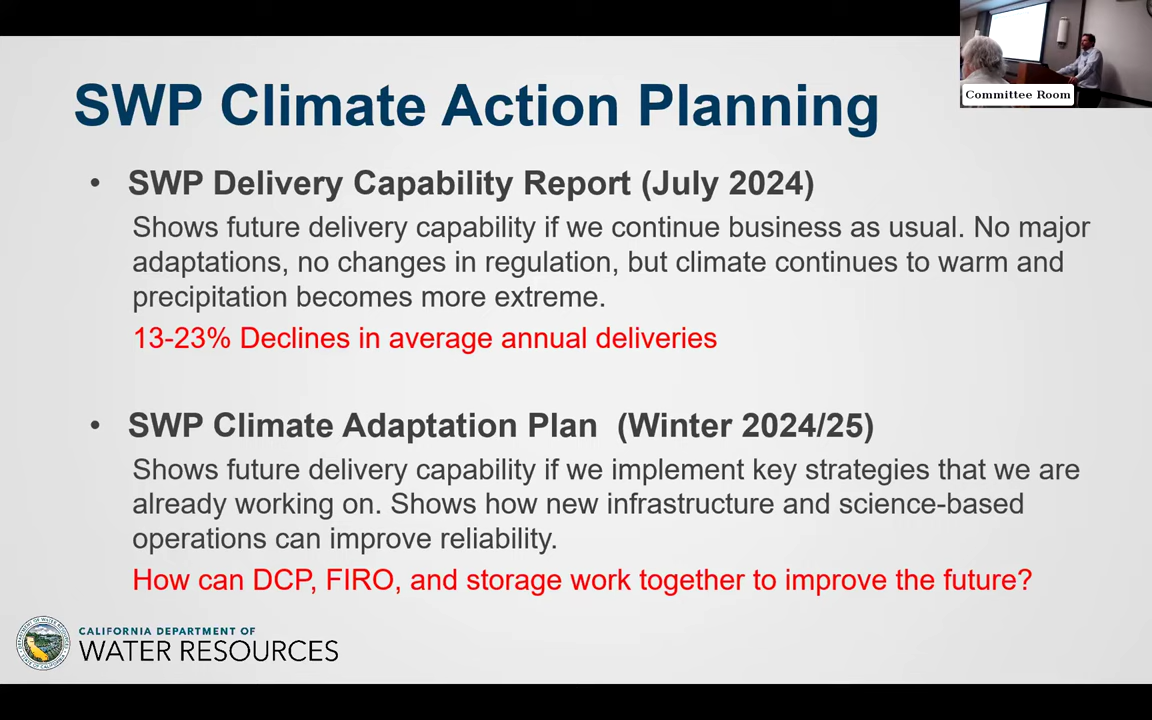 SWP Climate Action Planning
Committee Room
• SWP Delivery Capability Report (July 2024)
Shows future delivery capability if we continue business as usual. No major
adaptations, no changes in regulation, but climate continues to warm and
precipitation becomes more extreme.
13-23% Declines in average annual deliveries
• SWP Climate Adaptation Plan (Winter 2024/25)
Shows future delivery capability if we implement key strategies that we are
already working on. Shows how new infrastructure and science-based
operations can improve reliability.
How can DCP, FIRO, and storage work together to improve the future?
CALIFORNIA DEPARTMENT OF
WATER RESOURCES